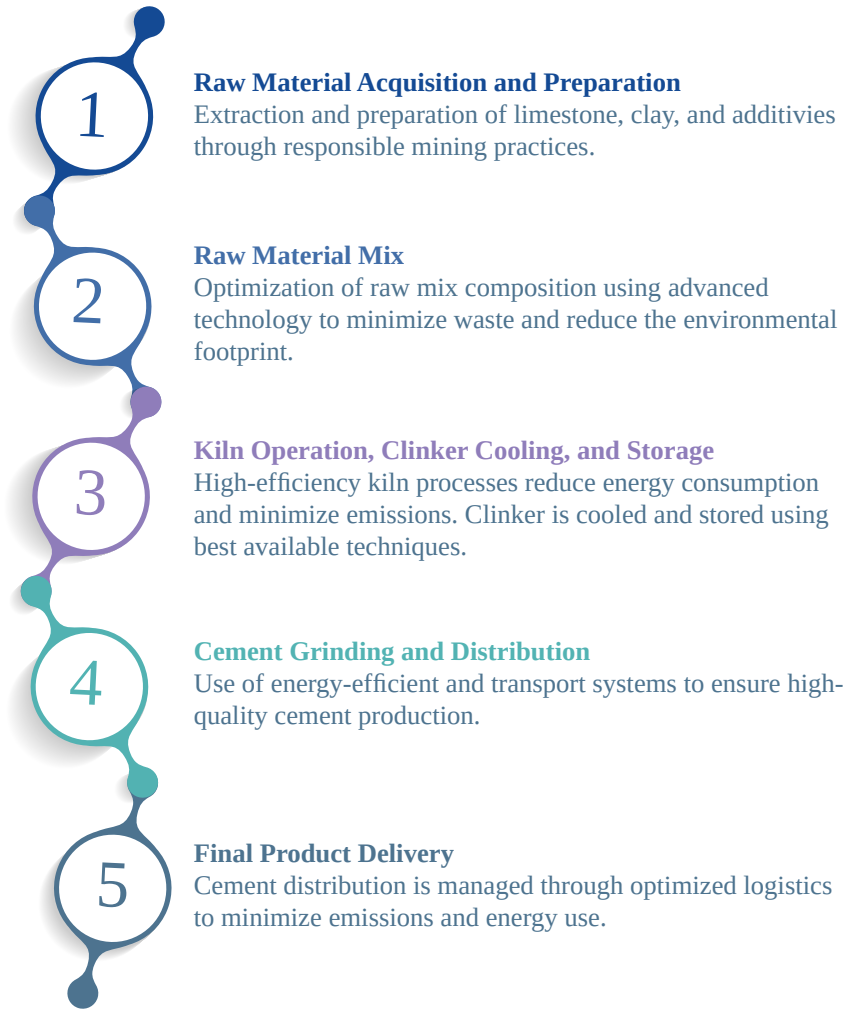 1
Raw Material Acquisition and Preparation
Extraction and preparation of limestone, clay, and additivies
through responsible mining practices.
2
Raw Material Mix
Optimization of raw mix composition using advanced
technology to minimize waste and reduce the environmental
footprint.
3
Kiln Operation, Clinker Cooling, and Storage
High-efficiency kiln processes reduce energy consumption
and minimize emissions. Clinker is cooled and stored using
best available techniques.
4
Cement Grinding and Distribution
Use of energy-efficient and transport systems to ensure high-
quality cement production.
5
Final Product Delivery
Cement distribution is managed through optimized logistics
to minimize emissions and energy use.